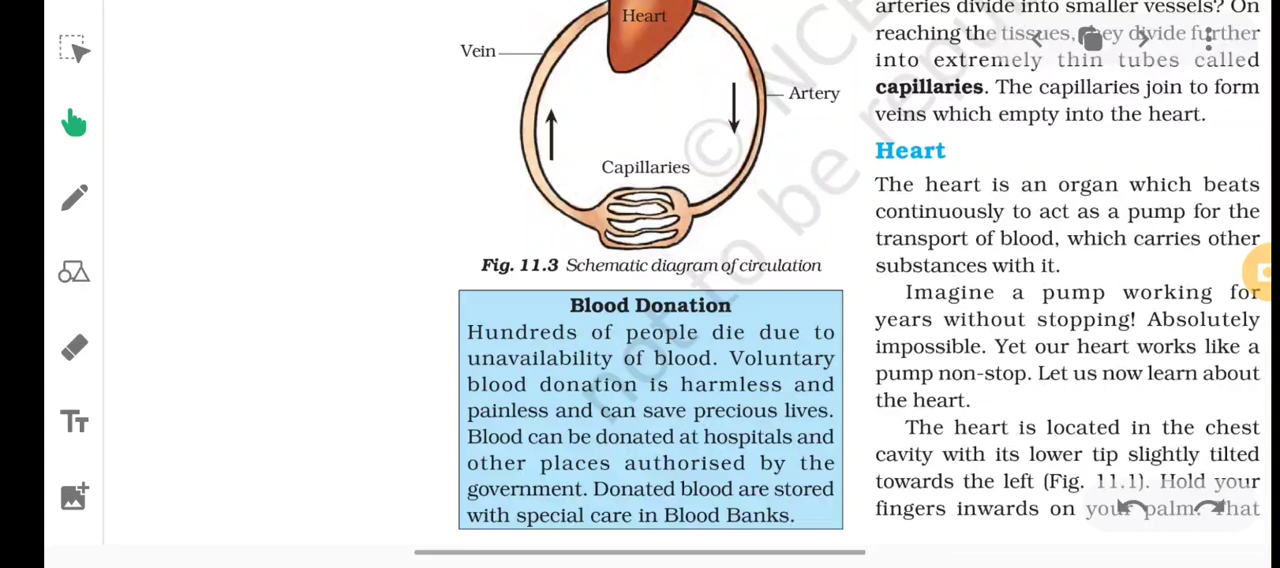 Heart
Vein
Artery
Capillaries
Fig. 11.3 Schematic diagram of circulation
Blood Donation
Hundreds of people die due to
unavailability of blood. Voluntary
blood donation is harmless and
painless and can save precious lives.
Blood can be donated at hospitals and
other places authorised by the
government. Donated blood are stored
with special care in Blood Banks.
arteries divide into smaller vessels? On
reaching the tissues, they divide further
into extremely thin tubes called
capillaries. The capillaries join to form
veins which empty into the heart.
Heart
The heart is an organ which beats
continuously to act as a pump for the
transport of blood, which carries other
substances with it.
Imagine a pump working for
years without stopping! Absolutely
impossible. Yet our heart works like a
pump non-stop. Let us now learn about
the heart.
The heart is located in the chest
cavity with its lower tip slightly tilted
towards the left (Fig. 11.1). Hold your
fingers inwards on your palm. That
© NCE
not to be repu
TT